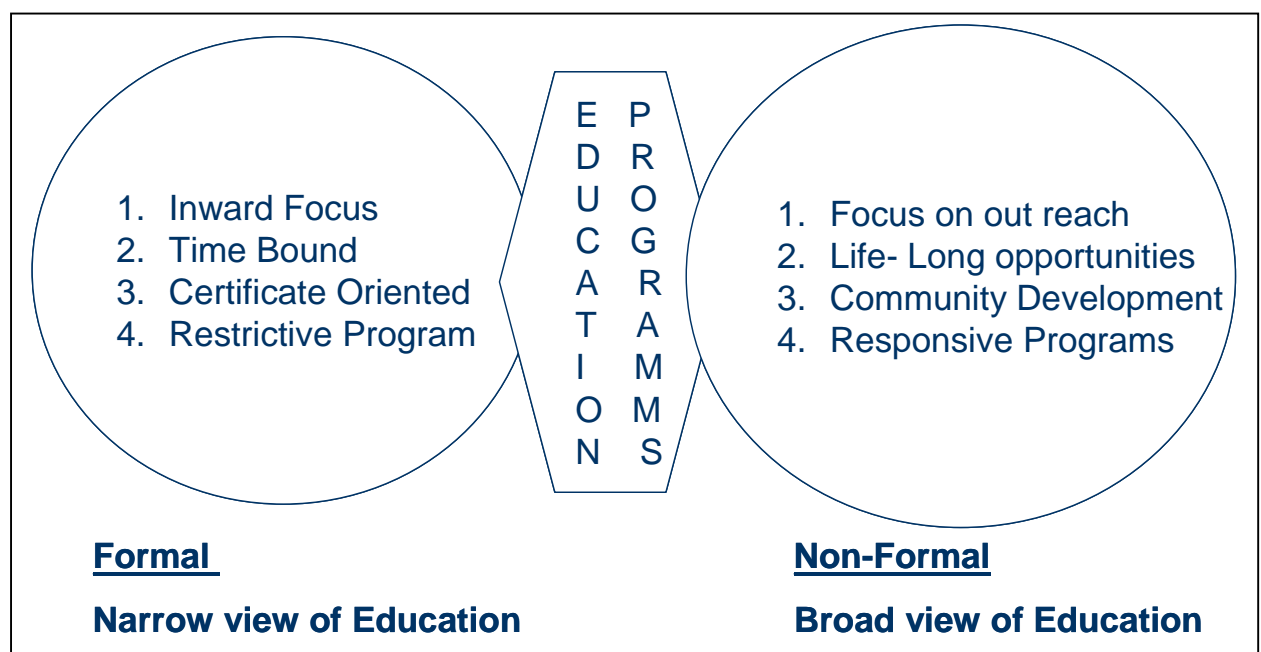 1. Inward Focus
2. Time Bound
3. Certificate Oriented
4. Restrictive Program
EDUCATION
PROGRAMMS
1. Focus on out reach
2. Life- Long opportunities
3. Community Development
4. Responsive Programs
Formal
Narrow view of Education
Non-Formal
Broad view of Education